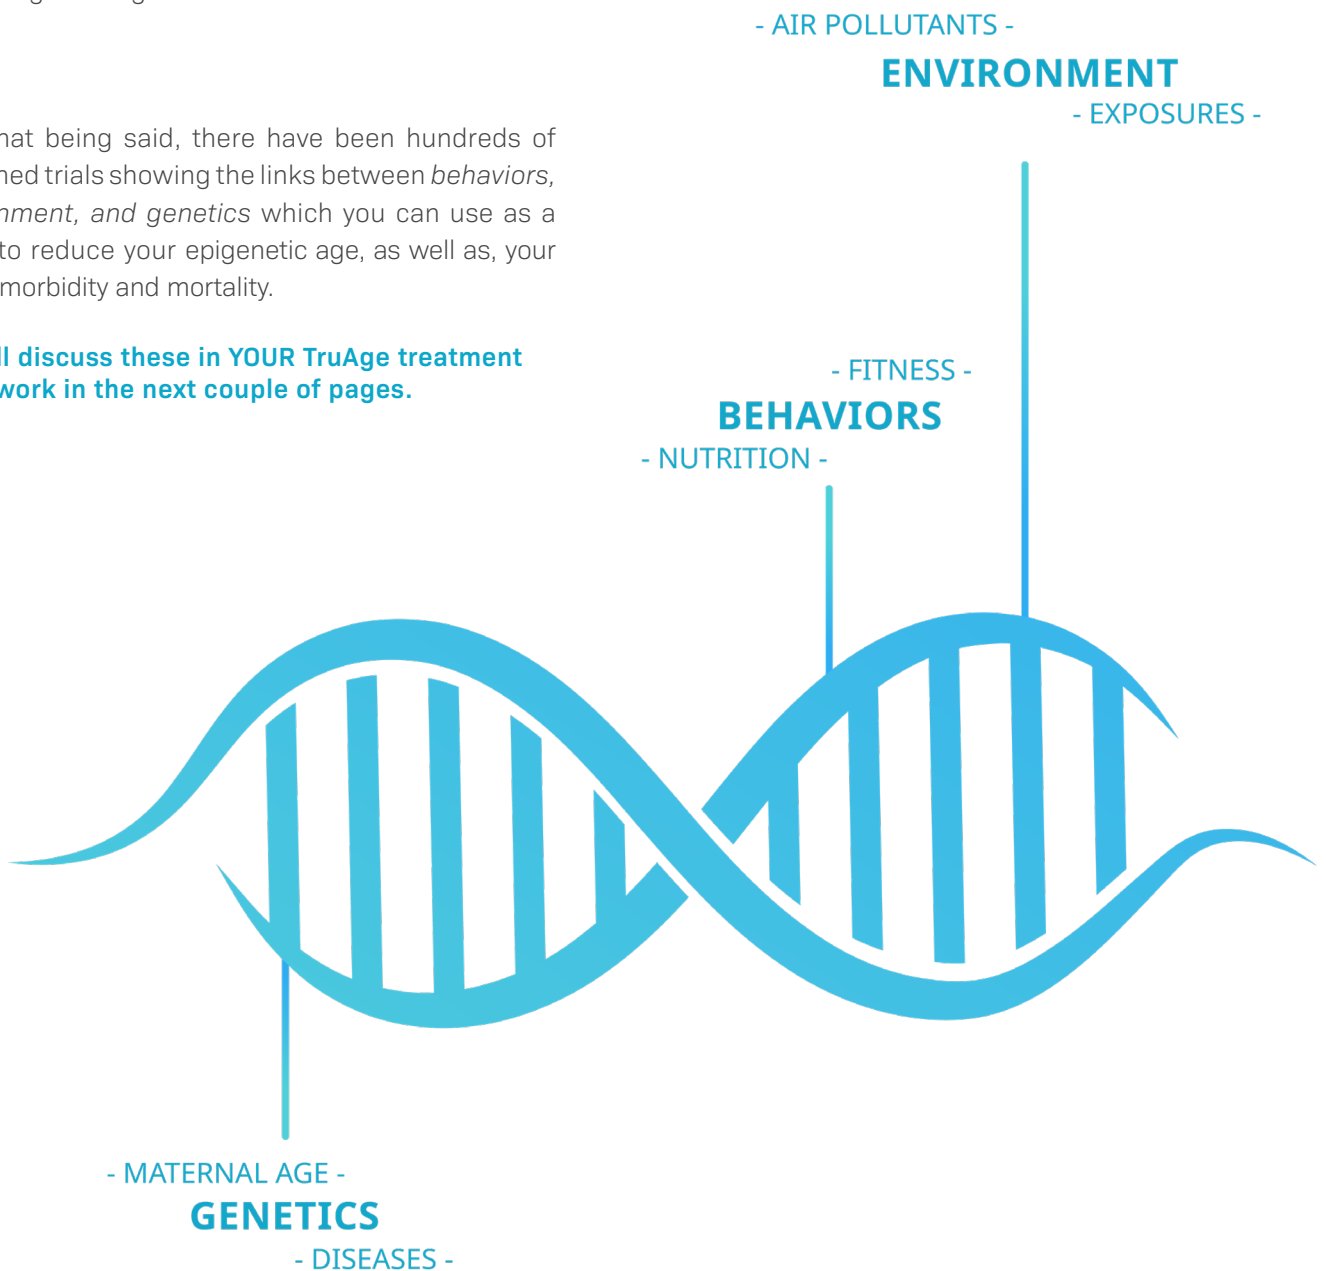 - AIR POLLUTANTS -
ENVIRONMENT
- EXPOSURES -
hat being said, there have been hundreds of
ned trials showing the links between behaviors,
nment, and genetics which you can use as a
to reduce your epigenetic age, as well as, your
morbidity and mortality.
ll discuss these in YOUR TruAge treatment
work in the next couple of pages.
- FITNESS -
BEHAVIORS
- NUTRITION -
- MATERNAL AGE -
GENETICS
- DISEASES -